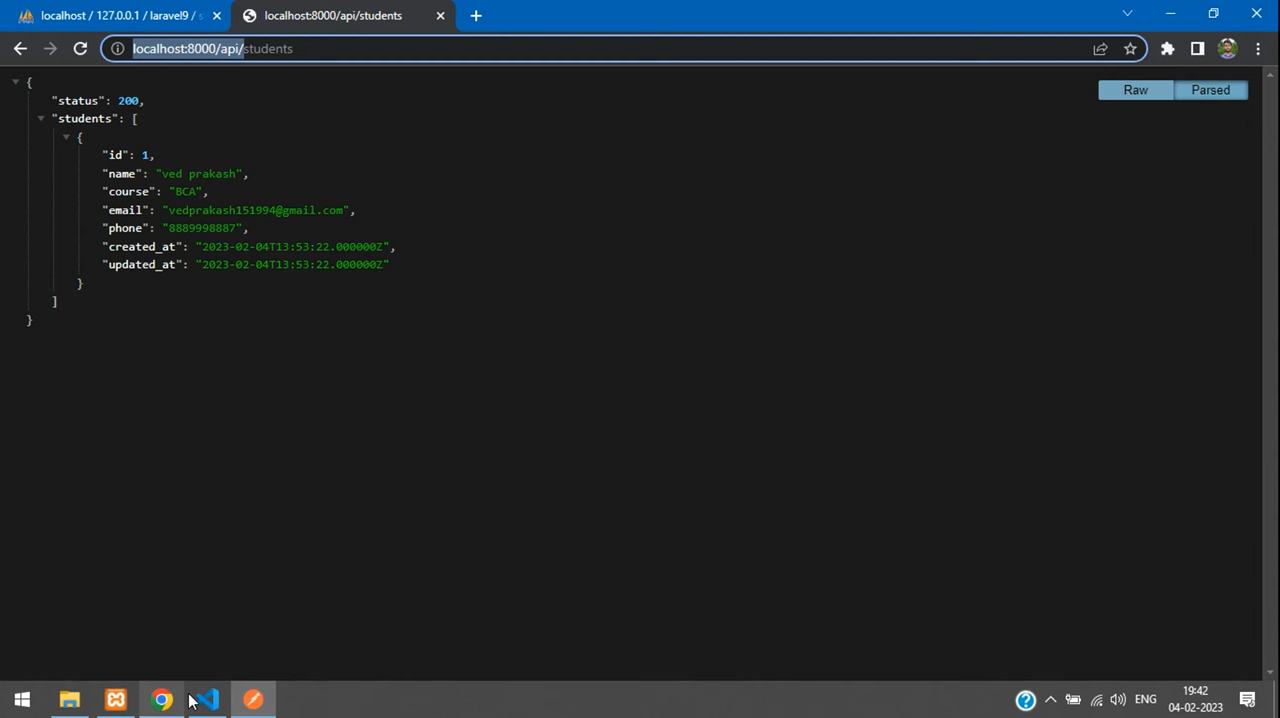 localhost / 127.0.0.1 / laravel9 / s
localhost:8000/api/students
localhost:8000/api/students
Raw
Parsed
{
"status": 200,
"students": [
{
"id": 1,
"name": "ved prakash",
"course": "BCA",
"email": "vedprakash151994@gmail.com",
"phone": "8889998887",
"created_at": "2023-02-04T13:53:22.000000Z",
"updated_at": "2023-02-04T13:53:22.000000Z"
}
]
}
ENG
19:42
04-02-2023